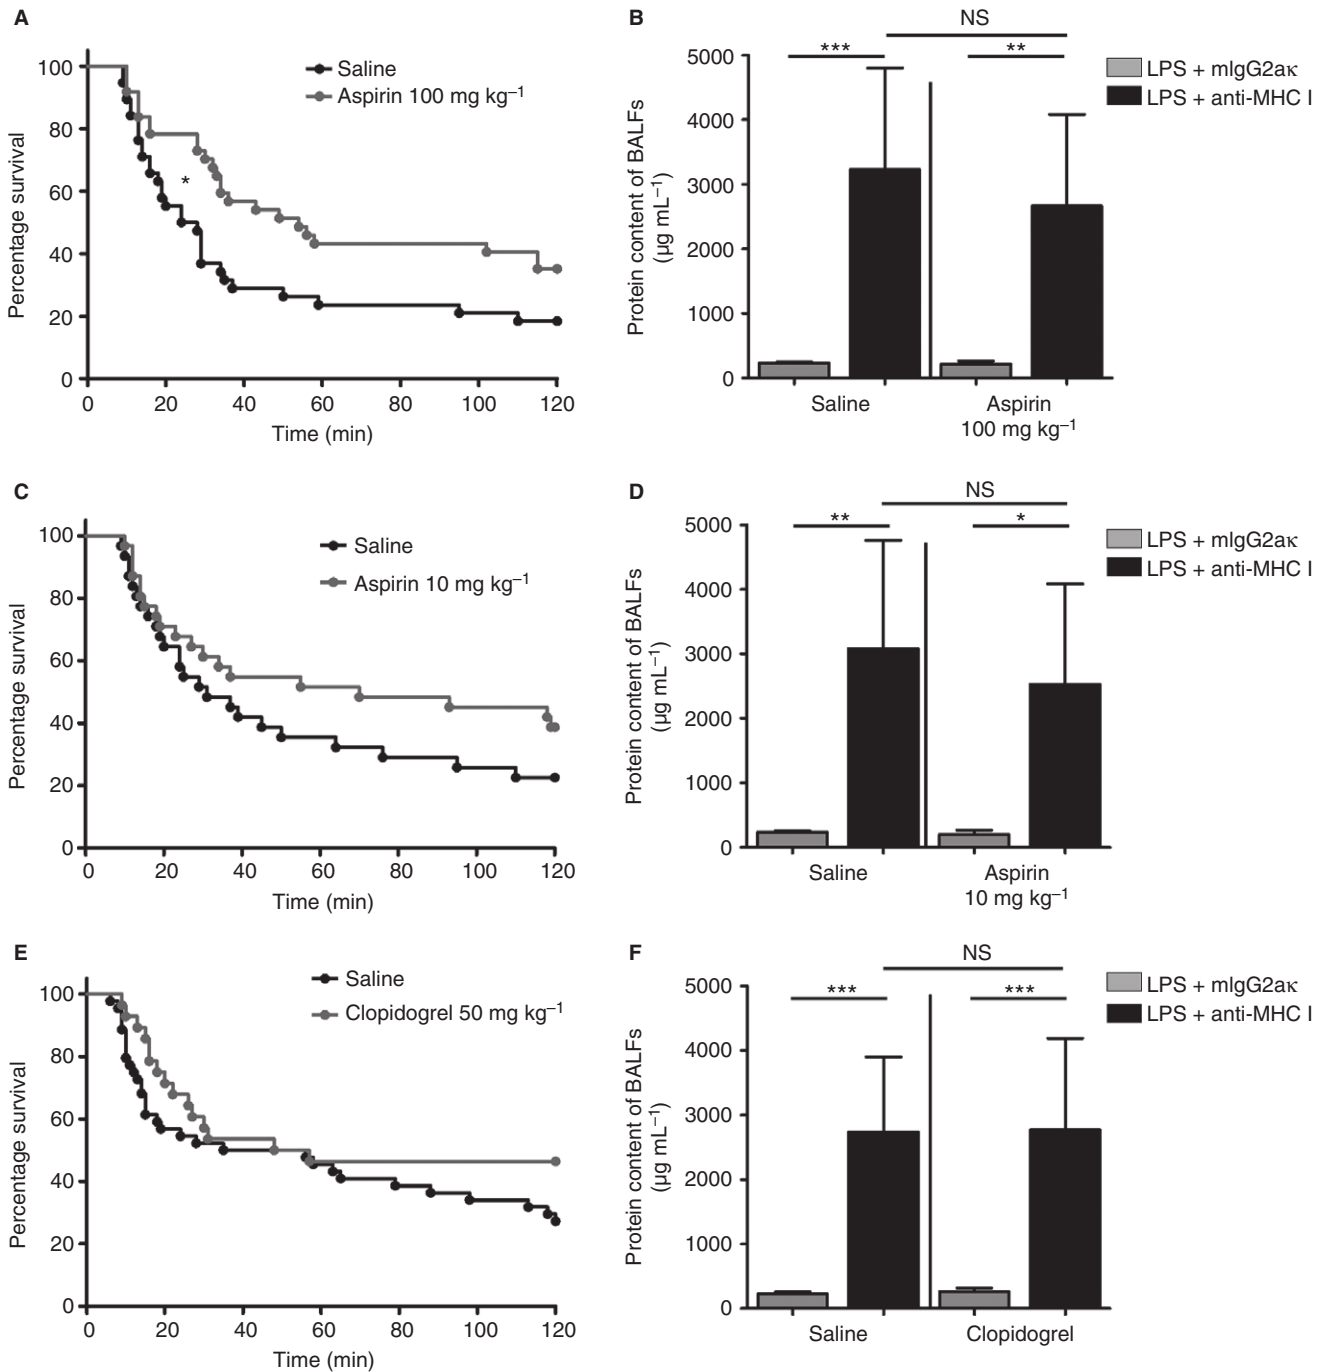 A
Saline
Aspirin 100 mg kg⁻¹
*
Percentage survival
100
80
60
40
20
0
0 20 40 60 80 100 120
Time (min)
B
NS
*** **
LPS + mIgG2aκ
LPS + anti-MHC I
Protein content of BALFs
(µg mL⁻¹)
5000
4000
3000
2000
1000
0
Saline Aspirin
100 mg kg⁻¹
C
Saline
Aspirin 10 mg kg⁻¹
Percentage survival
100
80
60
40
20
0
0 20 40 60 80 100 120
Time (min)
D
NS
** *
LPS + mIgG2aκ
LPS + anti-MHC I
Protein content of BALFs
(µg mL⁻¹)
5000
4000
3000
2000
1000
0
Saline Aspirin
10 mg kg⁻¹
E
Saline
Clopidogrel 50 mg kg⁻¹
Percentage survival
100
80
60
40
20
0
0 20 40 60 80 100 120
Time (min)
F
NS
*** ***
LPS + mIgG2aκ
LPS + anti-MHC I
Protein content of BALFs
(µg mL⁻¹)
5000
4000
3000
2000
1000
0
Saline Clopidogrel